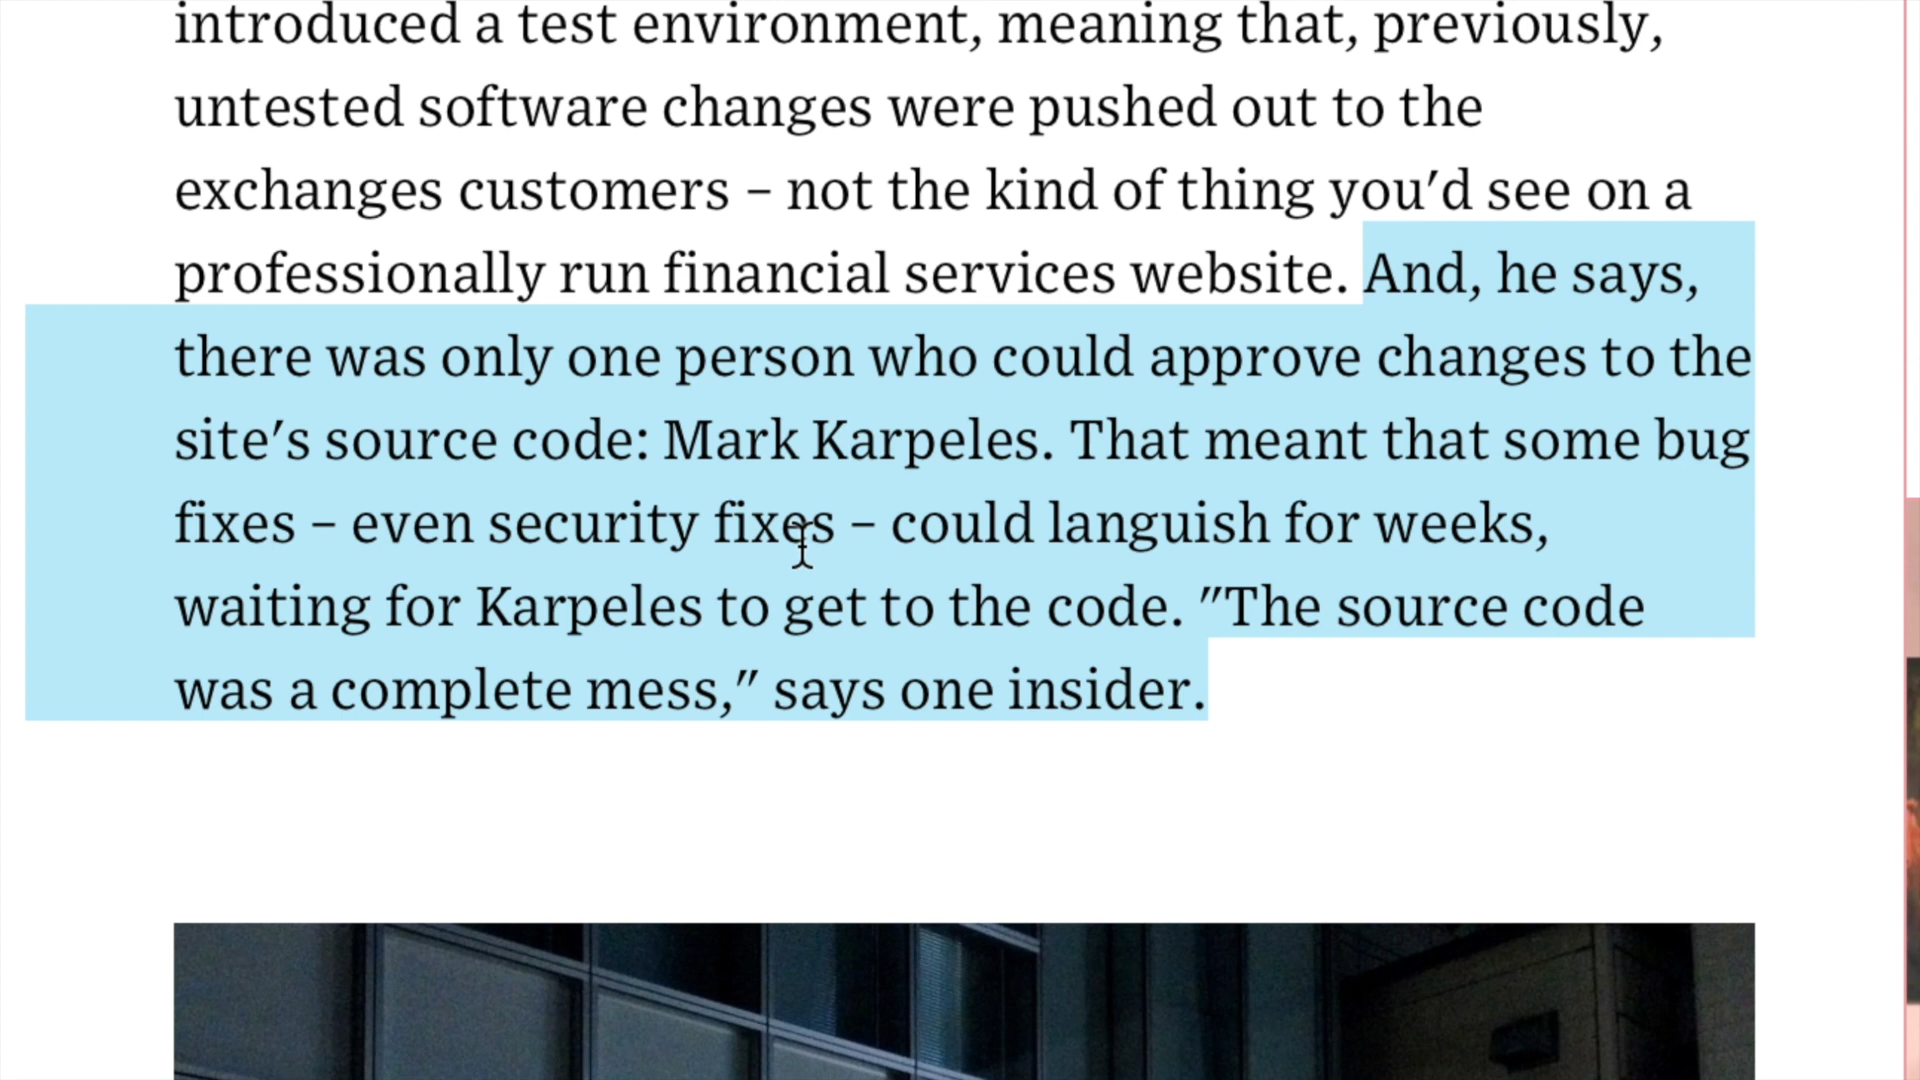 introduced a test environment, meaning that, previously,
untested software changes were pushed out to the
exchanges customers – not the kind of thing you'd see on a
professionally run financial services website. And, he says,
there was only one person who could approve changes to the
site's source code: Mark Karpeles. That meant that some bug
fixes – even security fixes – could languish for weeks,
waiting for Karpeles to get to the code. "The source code
was a complete mess," says one insider.